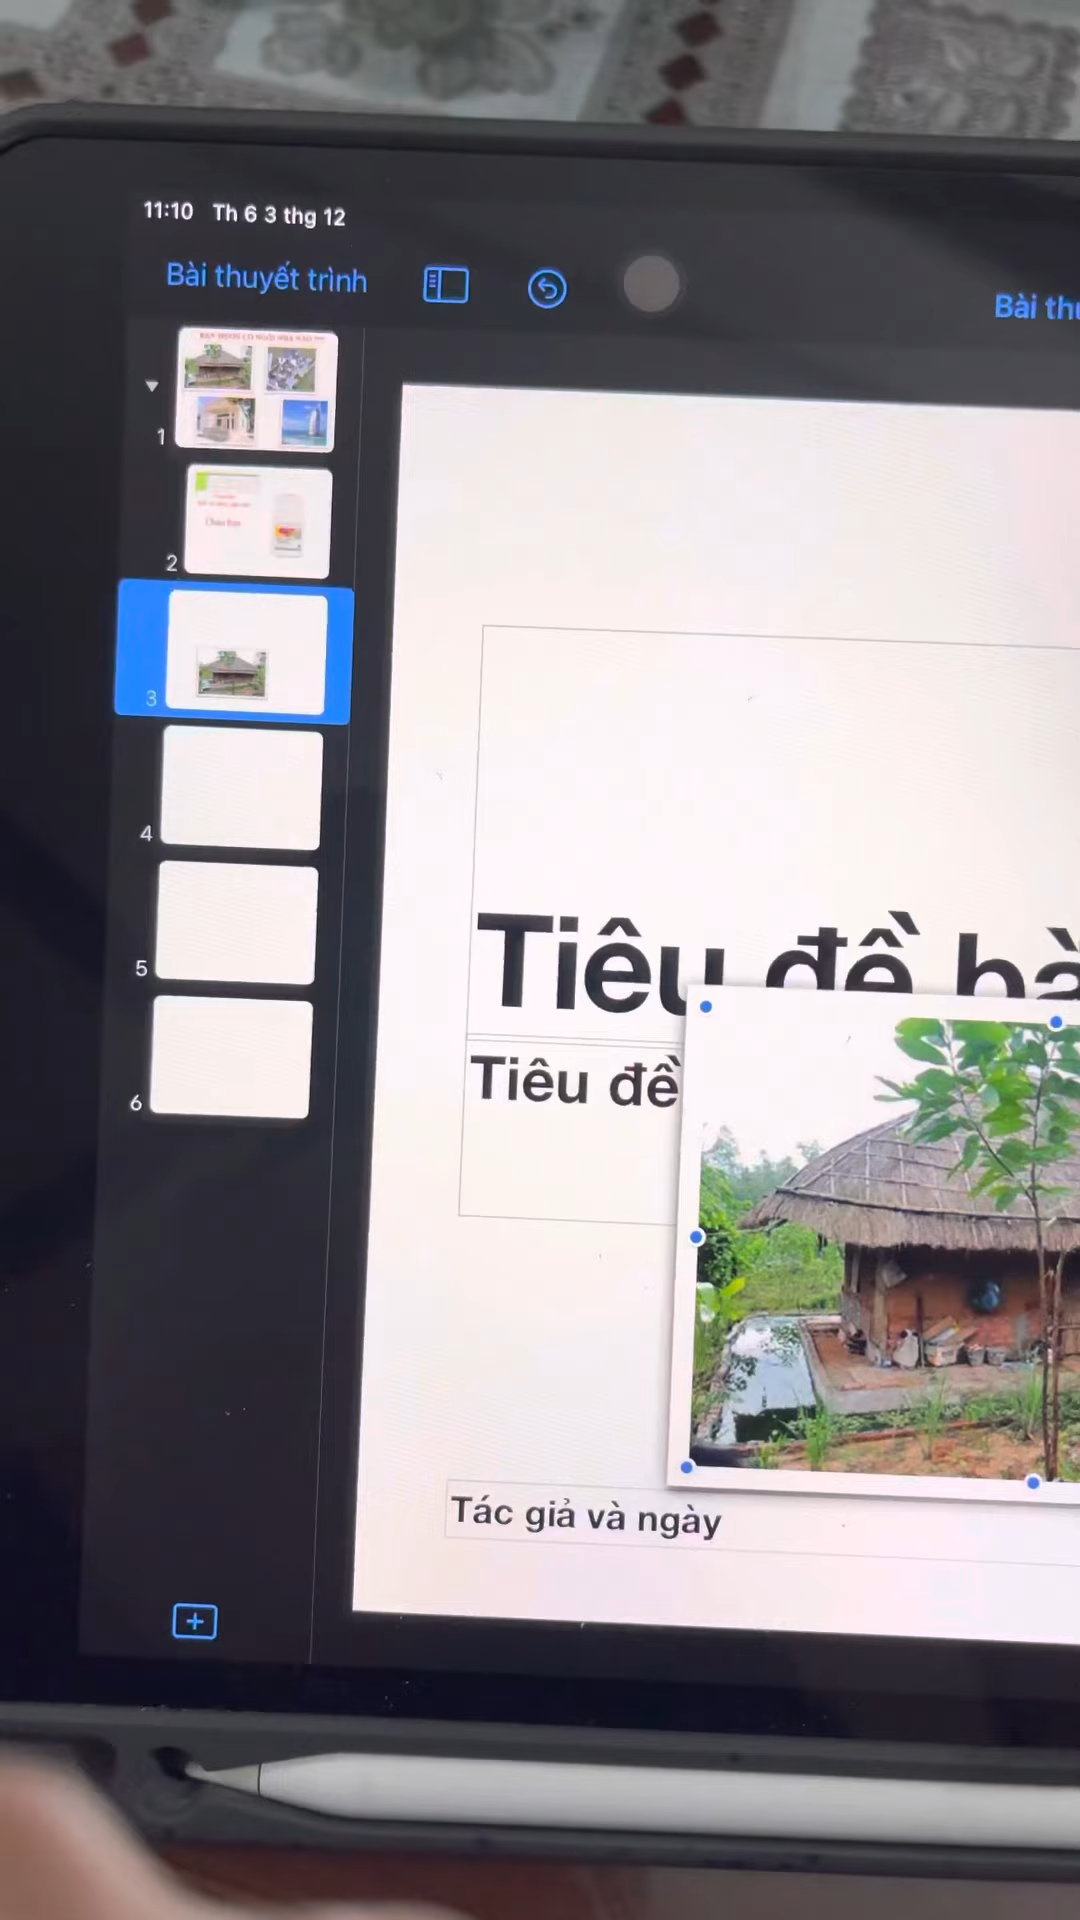 11:10 Th 6 3 thg 12
Bài thuyết trình
Bài
1
2
3
4
5
6
Tiêu đề
Tiêu đề
Tác giả và ngày